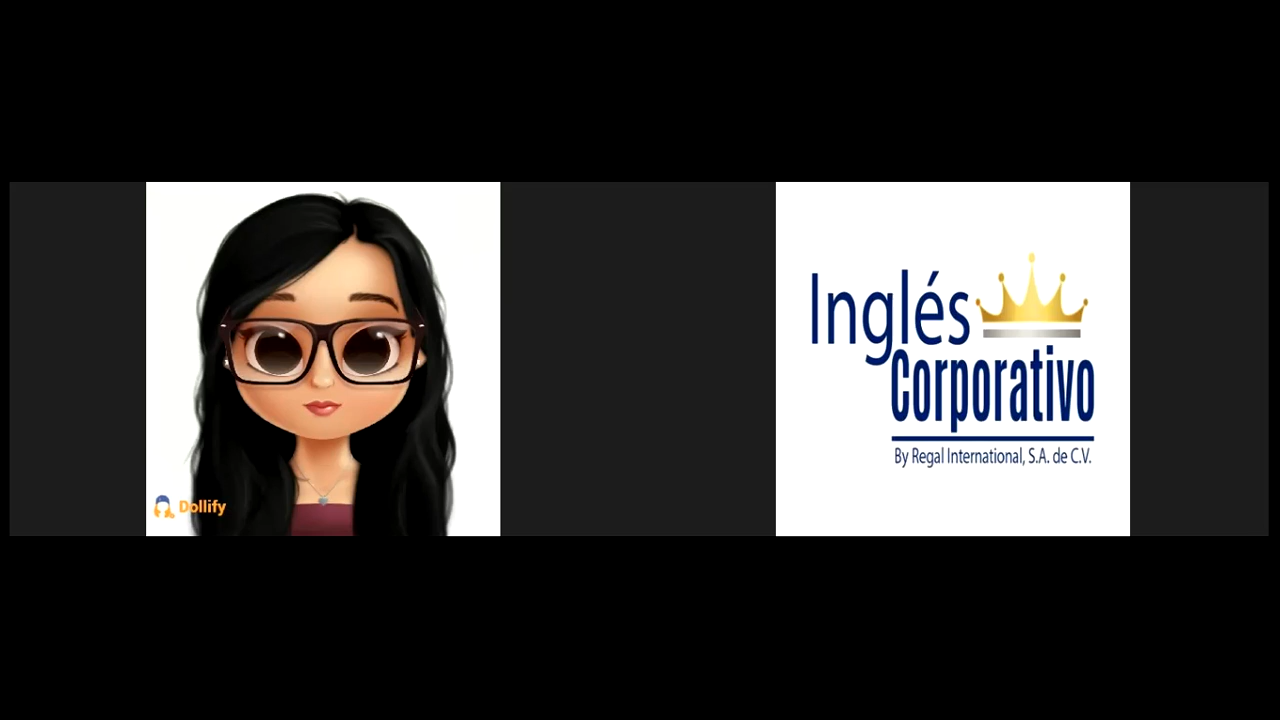 Dollify
Inglés
Corporativo
By Regal International, S.A. de C.V.